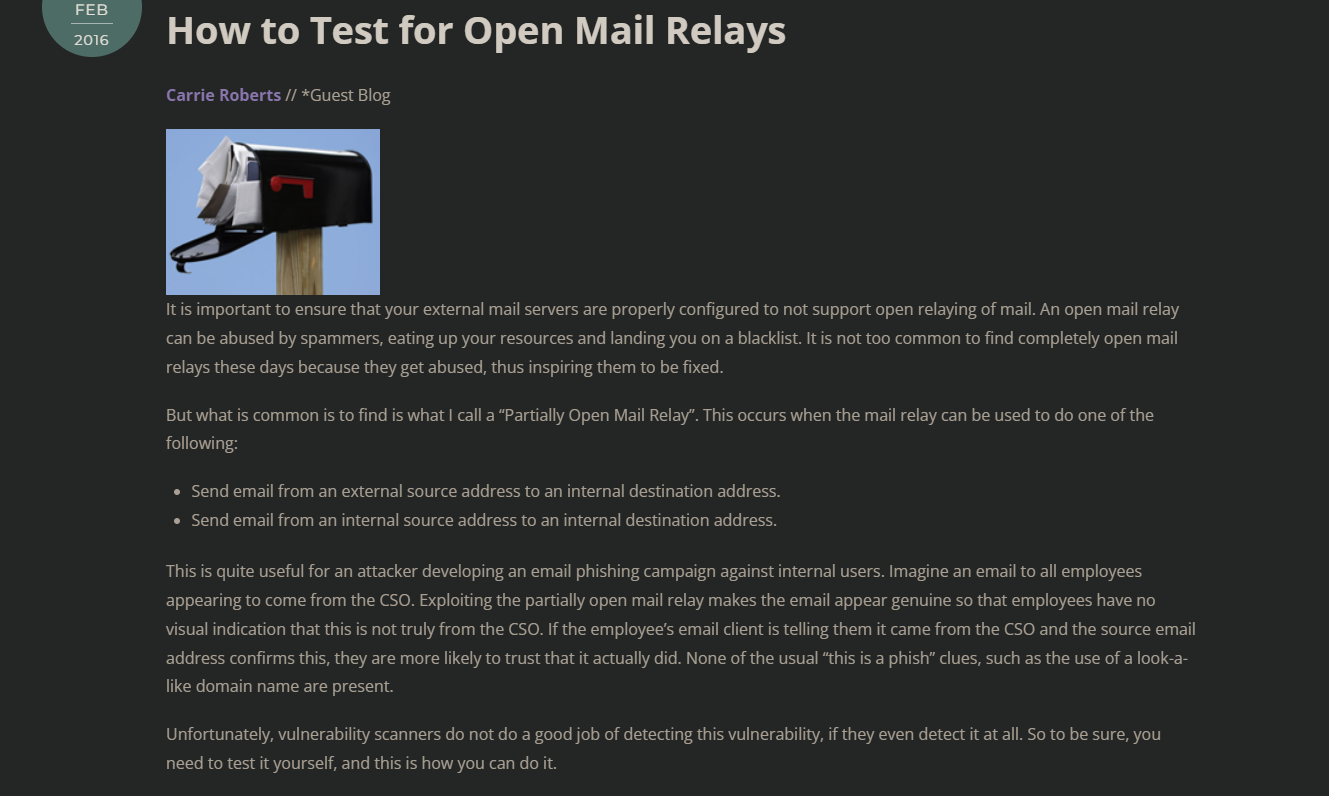 FEB
2016
How to Test for Open Mail Relays
Carrie Roberts // *Guest Blog
It is important to ensure that your external mail servers are properly configured to not support open relaying of mail. An open mail relay
can be abused by spammers, eating up your resources and landing you on a blacklist. It is not too common to find completely open mail
relays these days because they get abused, thus inspiring them to be fixed.
But what is common is to find is what I call a “Partially Open Mail Relay”. This occurs when the mail relay can be used to do one of the
following:
• Send email from an external source address to an internal destination address.
• Send email from an internal source address to an internal destination address.
This is quite useful for an attacker developing an email phishing campaign against internal users. Imagine an email to all employees
appearing to come from the CSO. Exploiting the partially open mail relay makes the email appear genuine so that employees have no
visual indication that this is not truly from the CSO. If the employee’s email client is telling them it came from the CSO and the source email
address confirms this, they are more likely to trust that it actually did. None of the usual “this is a phish” clues, such as the use of a look-a-
like domain name are present.
Unfortunately, vulnerability scanners do not do a good job of detecting this vulnerability, if they even detect it at all. So to be sure, you
need to test it yourself, and this is how you can do it.